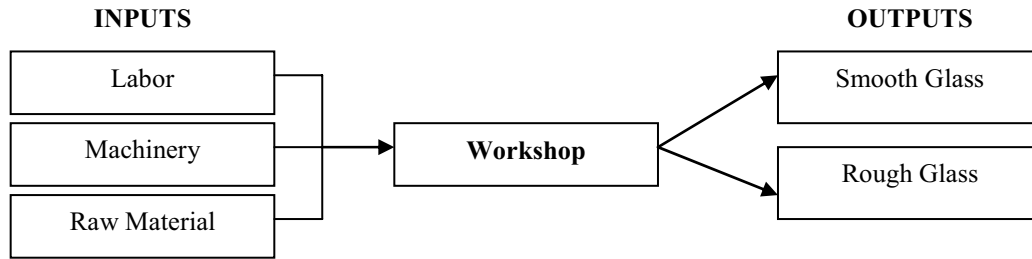 INPUTS
OUTPUTS
Labor
Smooth Glass
Machinery
Workshop
Rough Glass
Raw Material